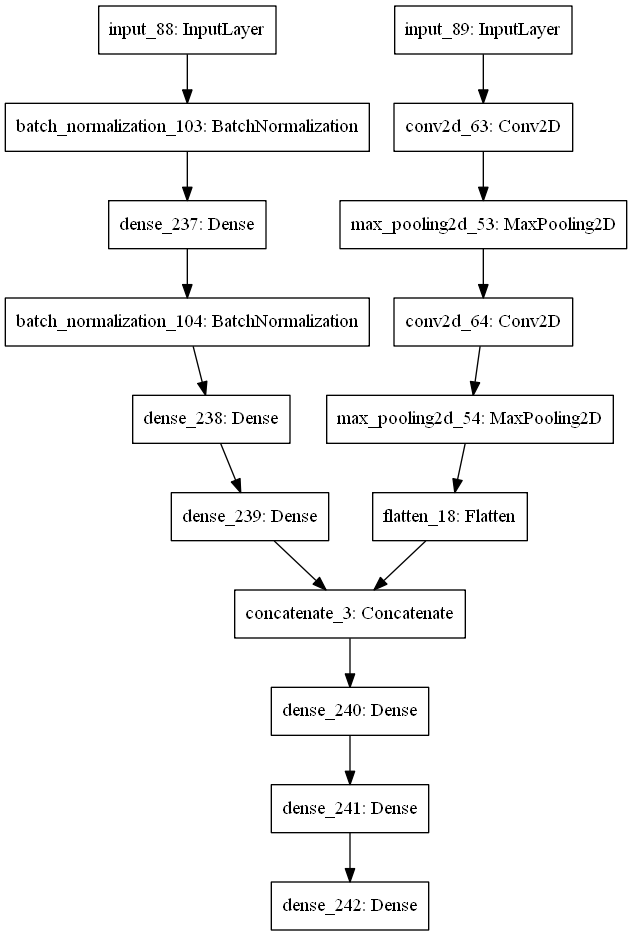 input_88: InputLayer
input_89: InputLayer
batch_normalization_103: BatchNormalization
conv2d_63: Conv2D
dense_237: Dense
max_pooling2d_53: MaxPooling2D
batch_normalization_104: BatchNormalization
conv2d_64: Conv2D
dense_238: Dense
max_pooling2d_54: MaxPooling2D
dense_239: Dense
flatten_18: Flatten
concatenate_3: Concatenate
dense_240: Dense
dense_241: Dense
dense_242: Dense